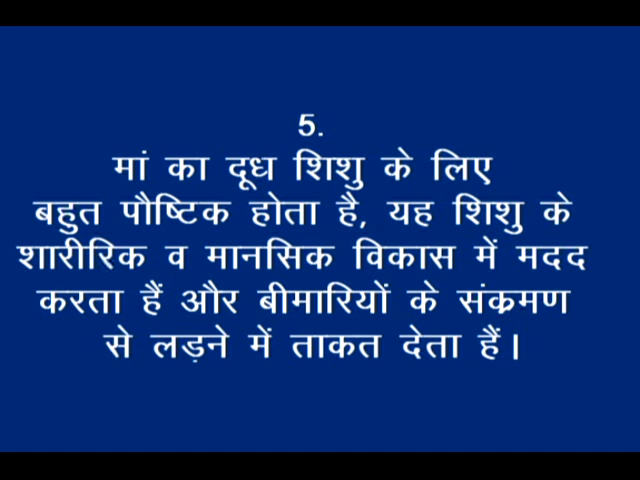 5.
मां का दूध शिशु के लिए
बहुत पौष्टिक होता है, यह शिशु के
शारीरिक व मानसिक विकास में मदद
करता हैं और बीमारियों के संक्रमण
से लड़ने में ताकत देता हैं।